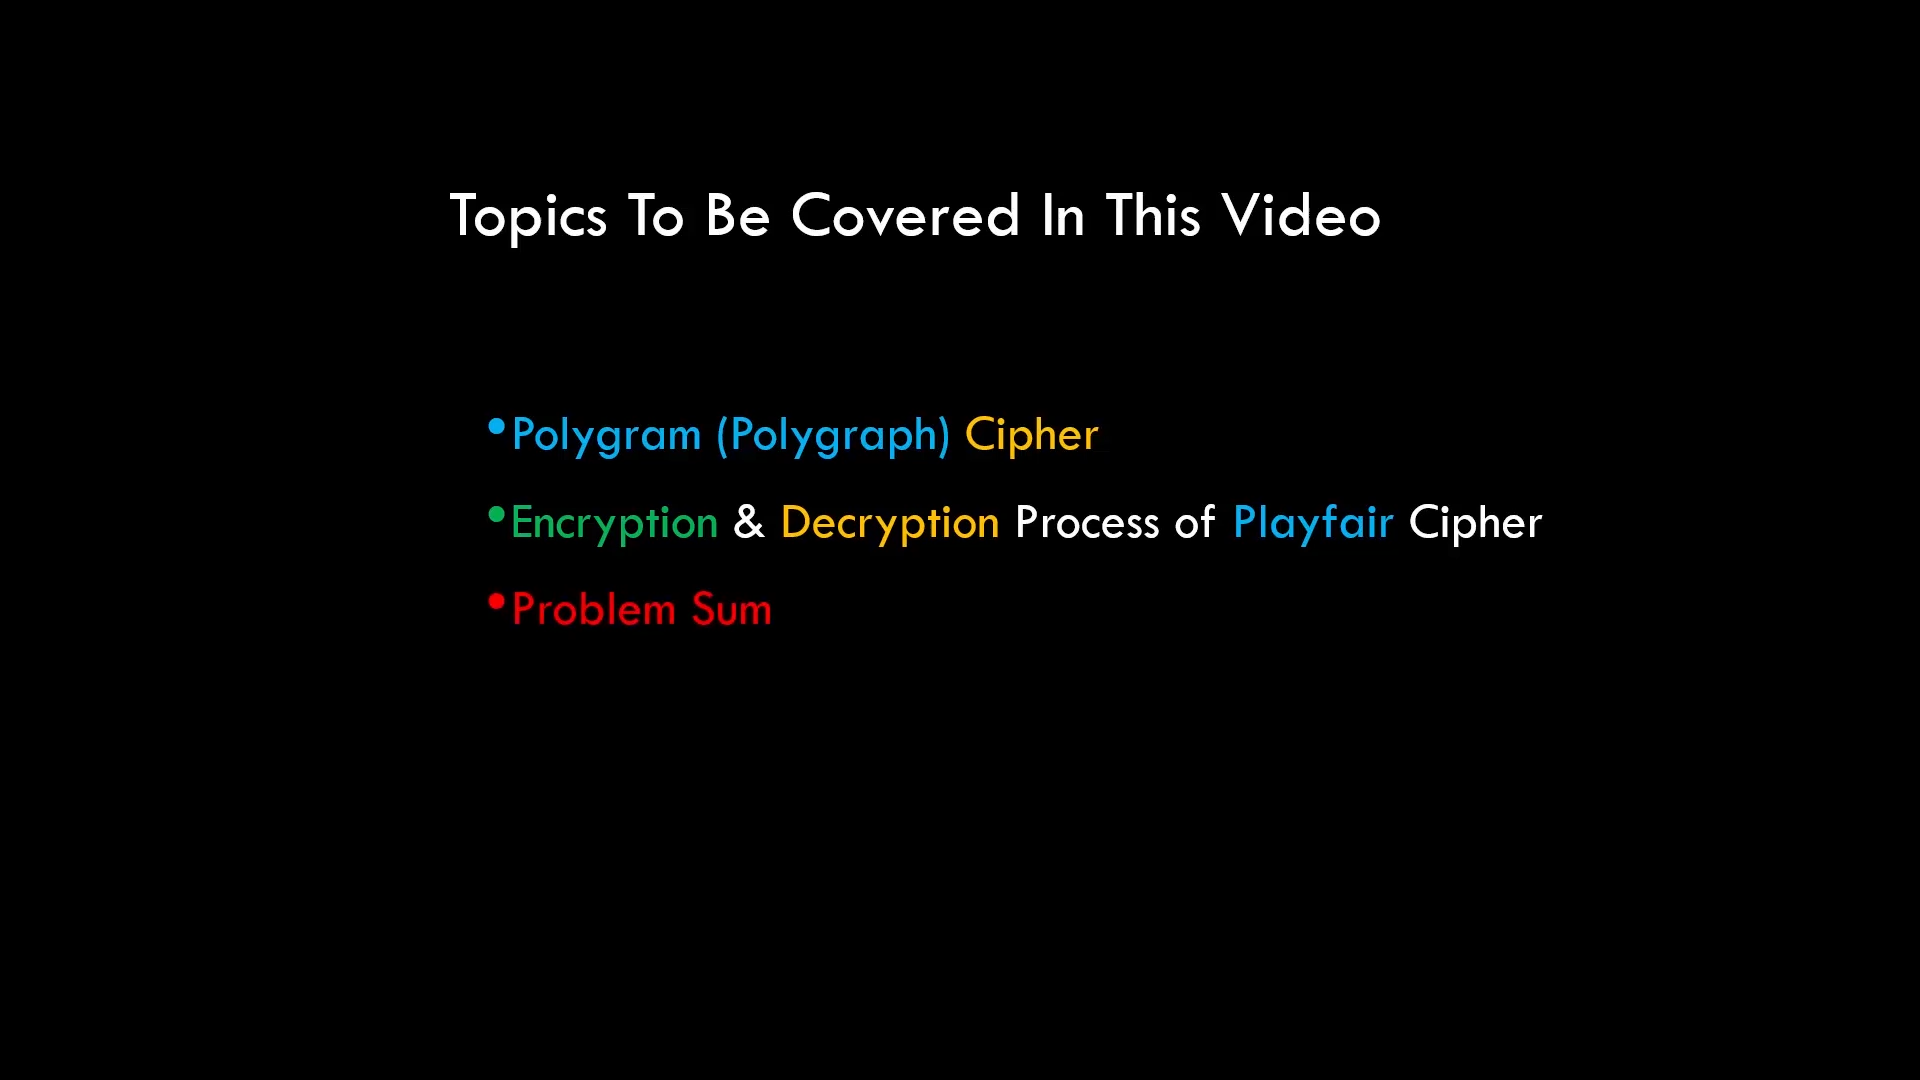 Topics To Be Covered In This Video
•Polygram (Polygraph) Cipher
•Encryption & Decryption Process of Playfair Cipher
•Problem Sum